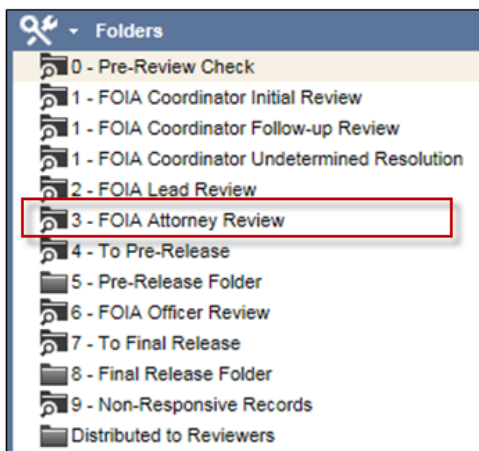 Folders
0 - Pre-Review Check
1 - FOIA Coordinator Initial Review
1 - FOIA Coordinator Follow-up Review
1 - FOIA Coordinator Undetermined Resolution
2 - FOIA Lead Review
3 - FOIA Attorney Review
4 - To Pre-Release
5 - Pre-Release Folder
6 - FOIA Officer Review
7 - To Final Release
8 - Final Release Folder
9 - Non-Responsive Records
Distributed to Reviewers